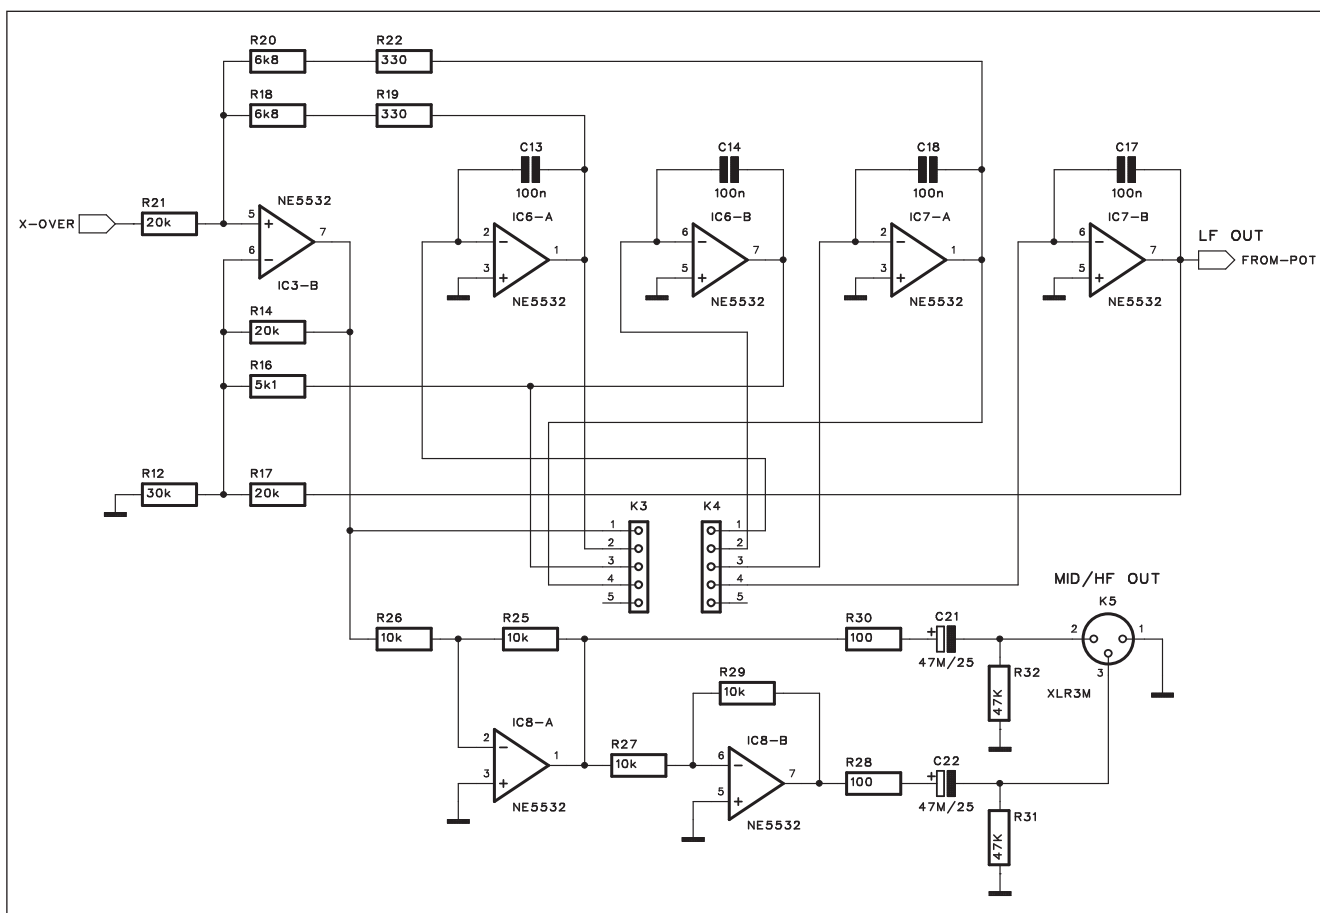 R20
6k8
R22
330
R18
6k8
R19
330
C13
100n
C14
100n
C18
100n
C17
100n
X-OVER
R21
20k
NE5532
5
+
7
6
-
IC3-B
IC6-A
2
-
1
3
+
NE5532
IC6-B
6
-
7
5
+
NE5532
IC7-A
2
-
1
3
+
NE5532
IC7-B
6
-
7
5
+
NE5532
LF OUT
FROM-POT
R14
20k
R16
5k1
R12
30k
R17
20k
K3
1
2
3
4
5
K4
1
2
3
4
5
MID/HF OUT
K5
2
1
3
XLR3M
R26
10k
R25
10k
R30
100
C21
+
47M/25
R32
47K
R29
10k
IC8-A
2
-
1
3
+
NE5532
R27
10k
IC8-B
6
-
7
5
+
NE5532
R28
100
C22
+
47M/25
R31
47K